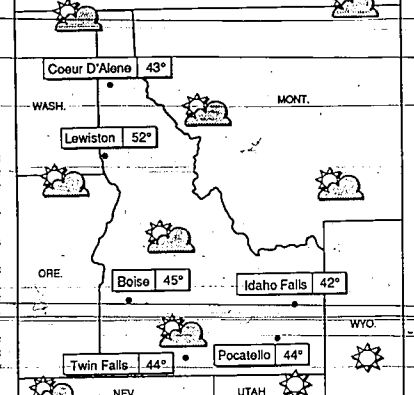 Coeur D'Alene 43°
WASH.
MONT.
Lewiston 52°
ORE.
Boise 45°
Idaho Falls 42°
WYO.
Twin Falls 44°
Pocatello 44°
NEV.
UTAH